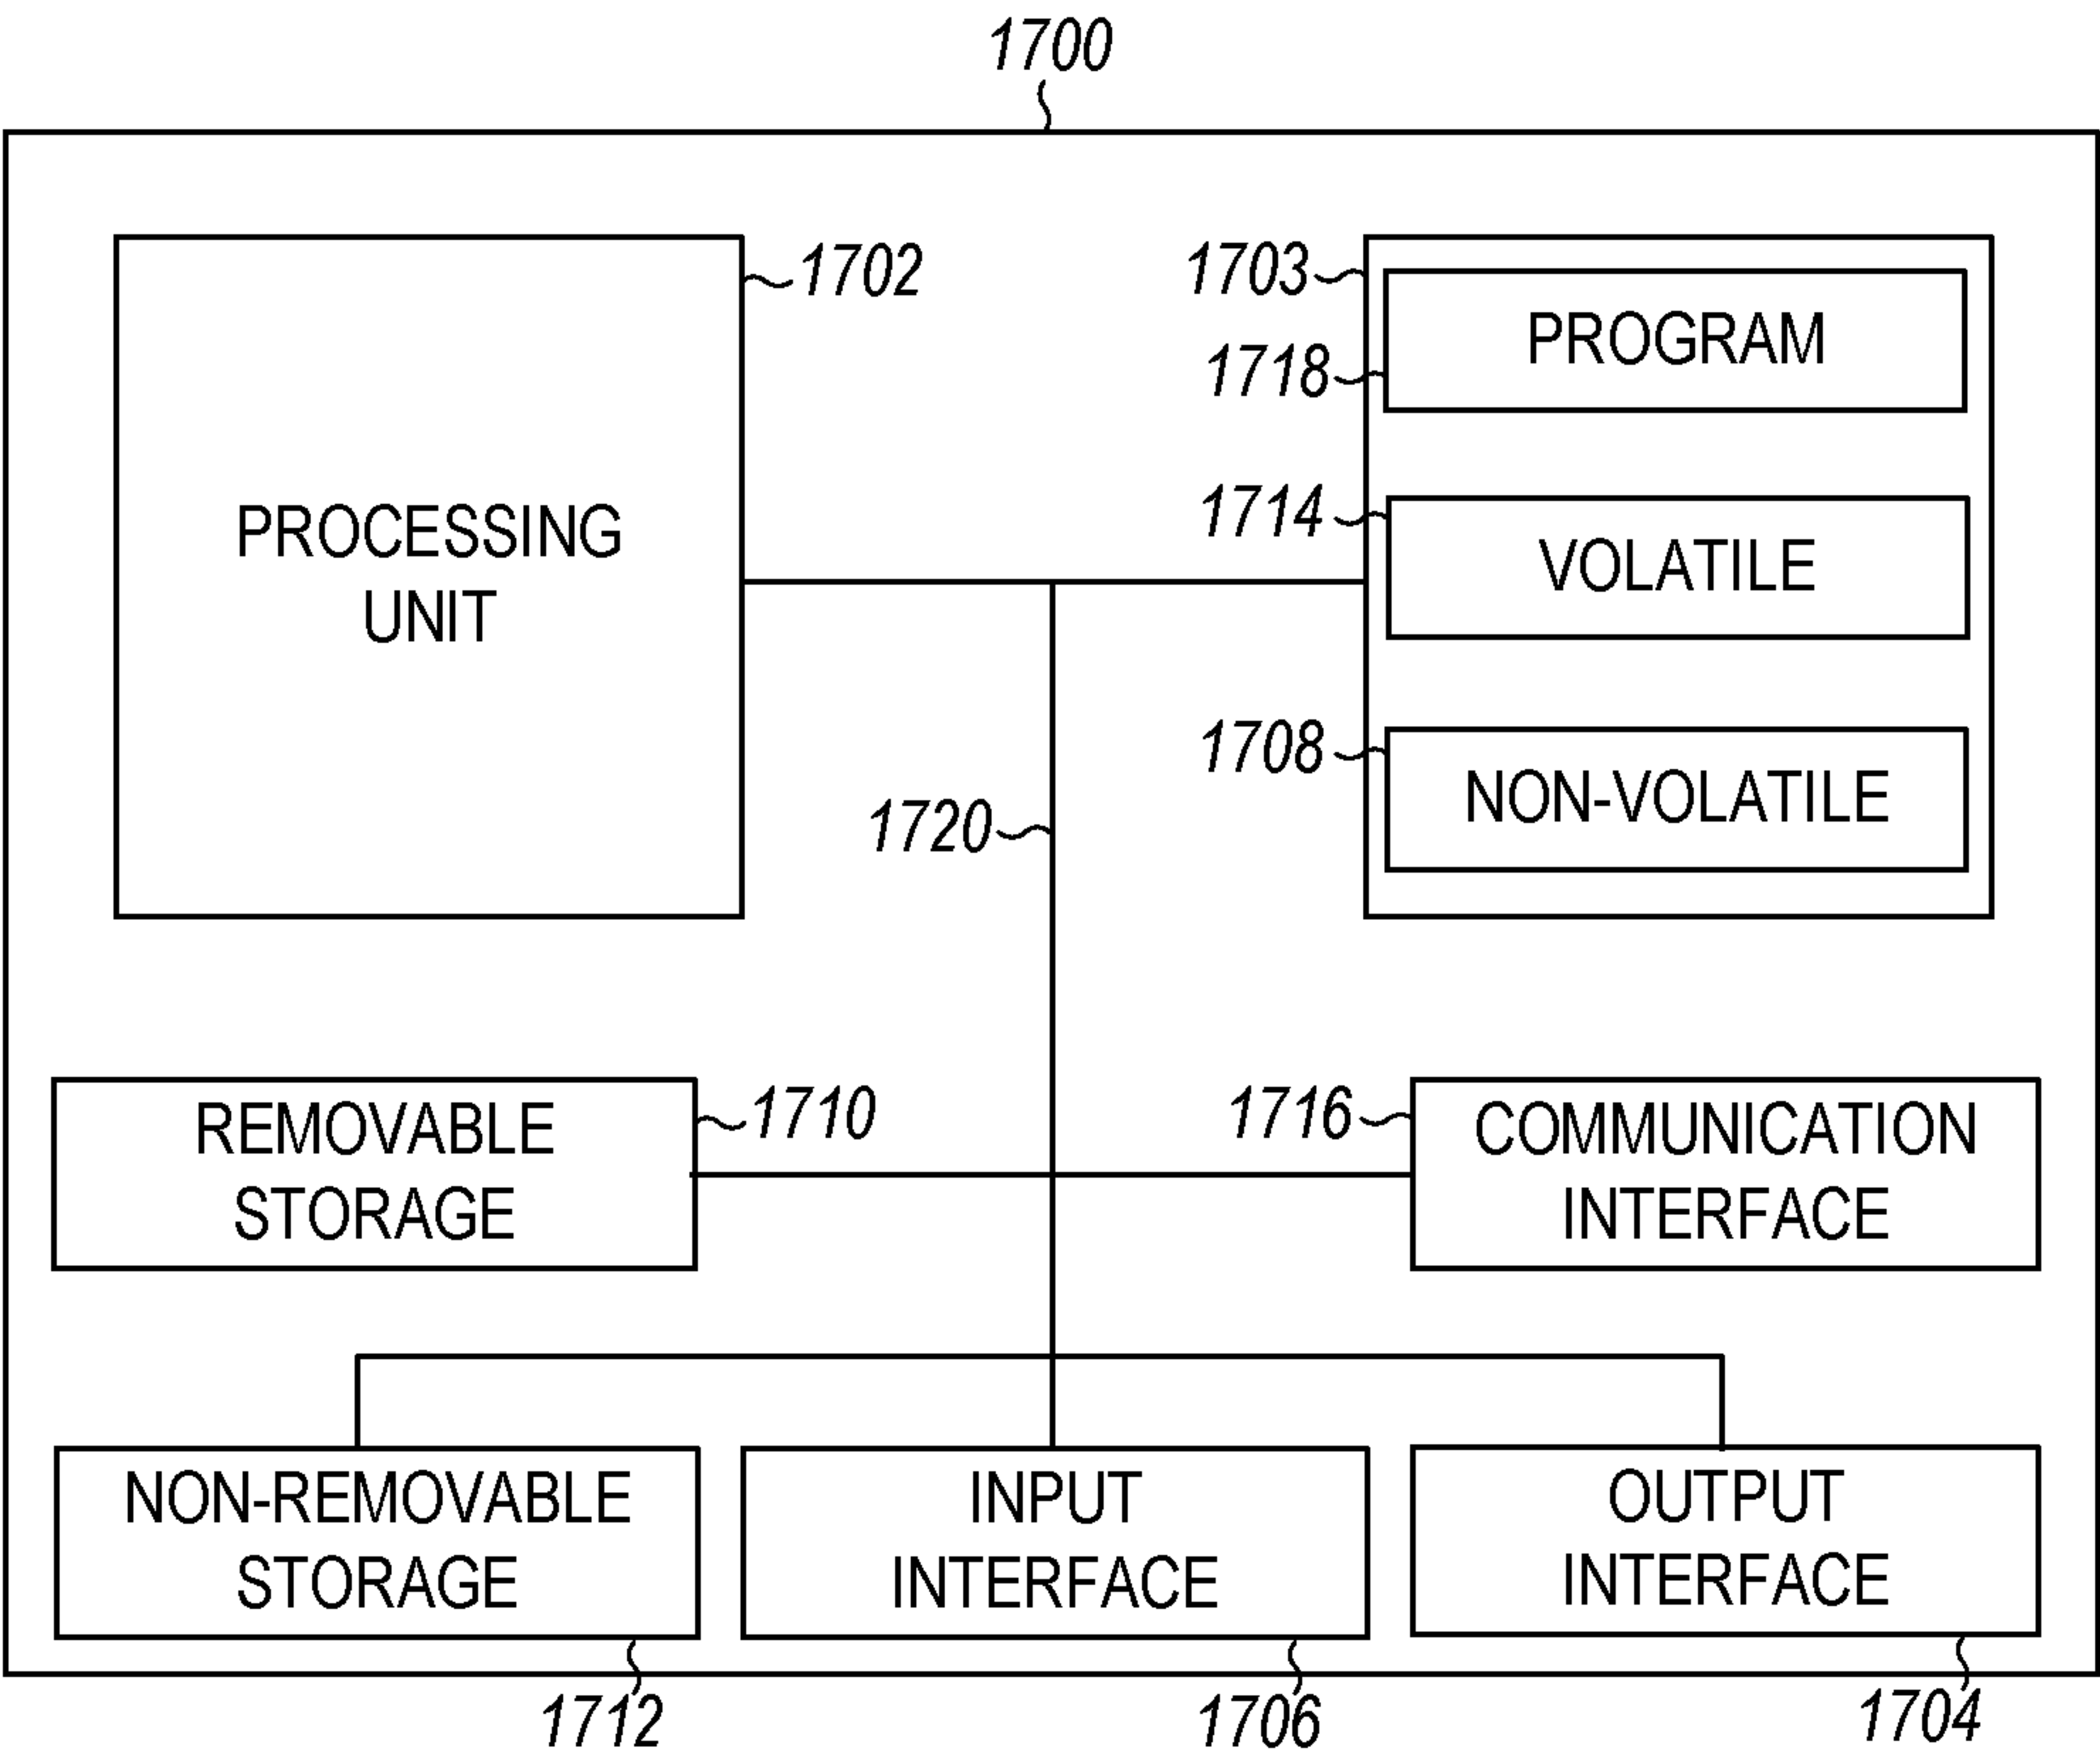 1700
1702
1703
PROGRAM
1718
1714
VOLATILE
PROCESSING
UNIT
1708
NON-VOLATILE
1720
REMOVABLE
STORAGE
1710
1716
COMMUNICATION
INTERFACE
NON-REMOVABLE
STORAGE
INPUT
INTERFACE
OUTPUT
INTERFACE
1712
1706
1704